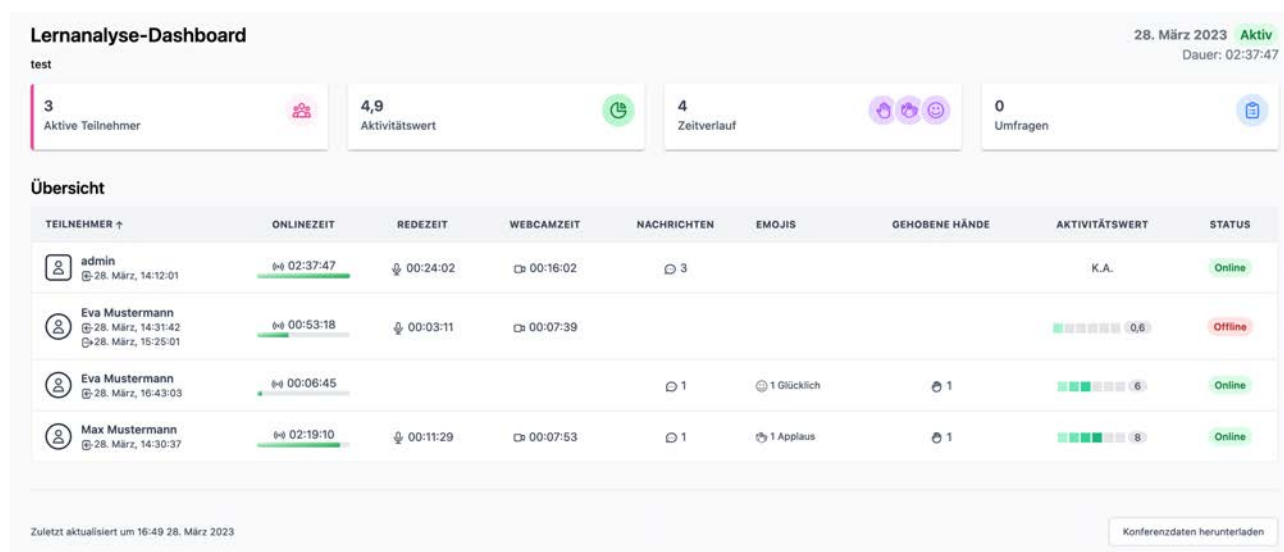 Lernanalyse-Dashboard
28. März 2023 Aktiv
test
Dauer: 02:37:47
3
Aktive Teilnehmer
4,9
Aktivitätswert
4
Zeitverlauf
0
Umfragen
Übersicht
TEILNEHMER ↑ ONLINEZEIT REDEZEIT WEBCAMZEIT NACHRICHTEN EMOJIS GEHOBENE HÄNDE AKTIVITÄTSWERT STATUS
admin
28. März, 14:12:01
02:37:47 00:24:02 00:16:02 3 K.A. Online
Eva Mustermann
28. März, 14:31:42
28. März, 15:25:01
00:53:18 00:03:11 00:07:39 0,6 Offline
Eva Mustermann
28. März, 16:43:03
00:06:45 1 1 Glücklich 1 6 Online
Max Mustermann
28. März, 14:30:37
02:19:10 00:11:29 00:07:53 1 1 Applaus 1 8 Online
Zuletzt aktualisiert um 16:49 28. März 2023
Konferenzdaten herunterladen